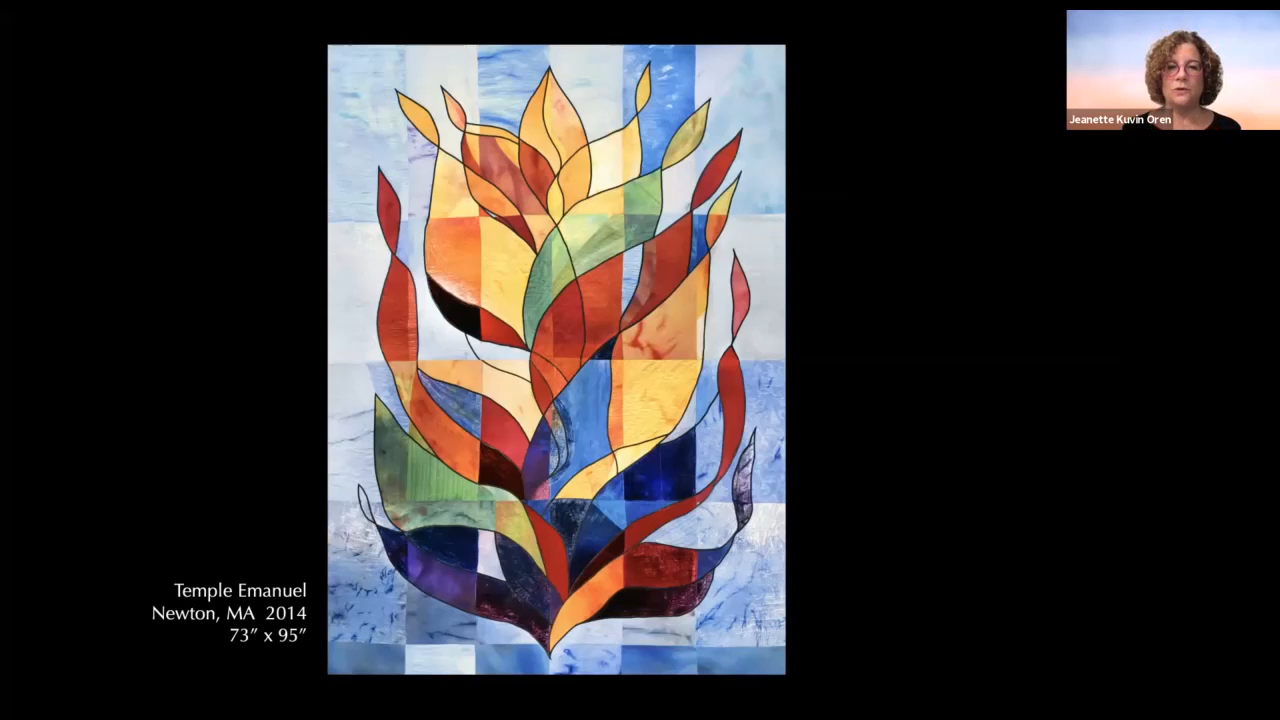 Temple Emanuel
Newton, MA 2014
73” x 95”
Jeanette Kuvin Oren